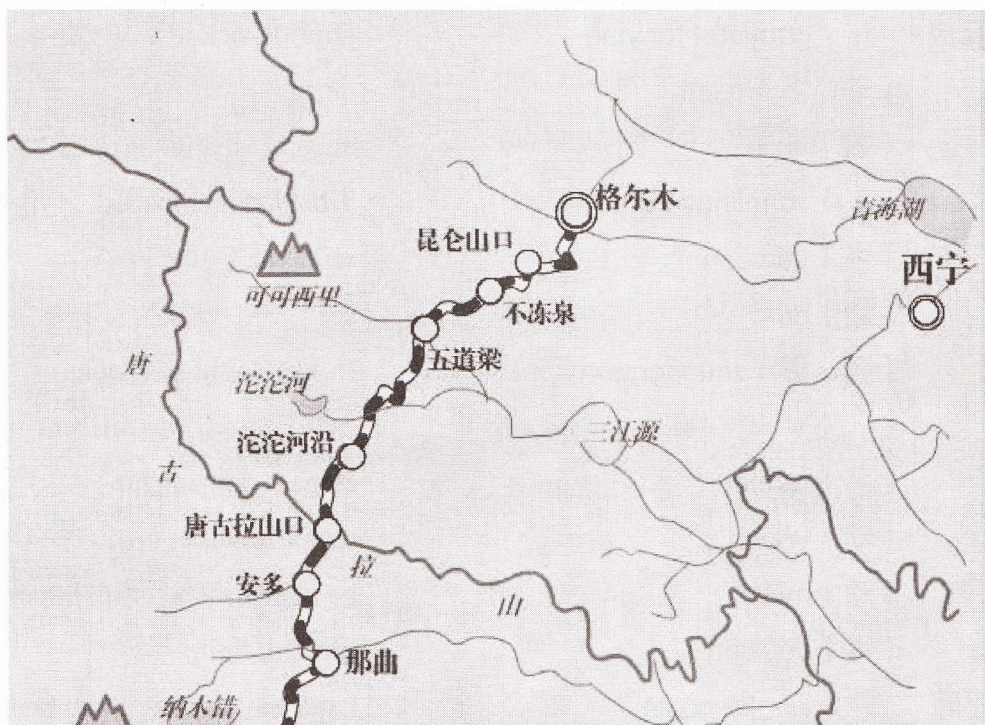 格尔木
青海湖
昆仑山口
西宁
可可西里
不冻泉
五道梁
唐
沱沱河
三江源
沱沱河沿
古
唐古拉山口
拉
安多
山
那曲
纳木错